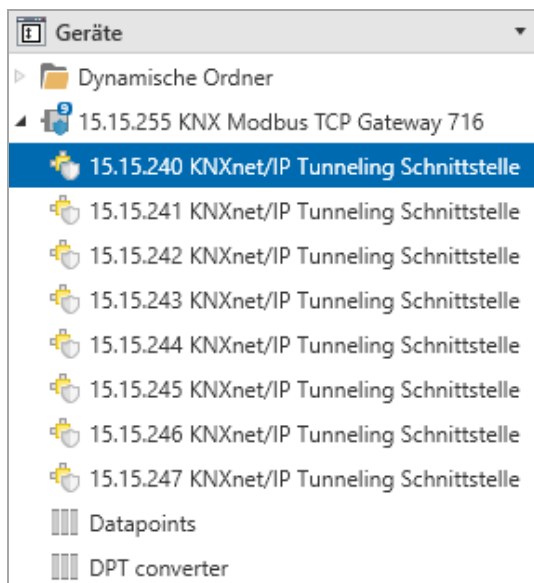 Geräte
Dynamische Ordner
9
15.15.255 KNX Modbus TCP Gateway 716
15.15.240 KNXnet/IP Tunneling Schnittstelle
15.15.241 KNXnet/IP Tunneling Schnittstelle
15.15.242 KNXnet/IP Tunneling Schnittstelle
15.15.243 KNXnet/IP Tunneling Schnittstelle
15.15.244 KNXnet/IP Tunneling Schnittstelle
15.15.245 KNXnet/IP Tunneling Schnittstelle
15.15.246 KNXnet/IP Tunneling Schnittstelle
15.15.247 KNXnet/IP Tunneling Schnittstelle
Datapoints
DPT converter